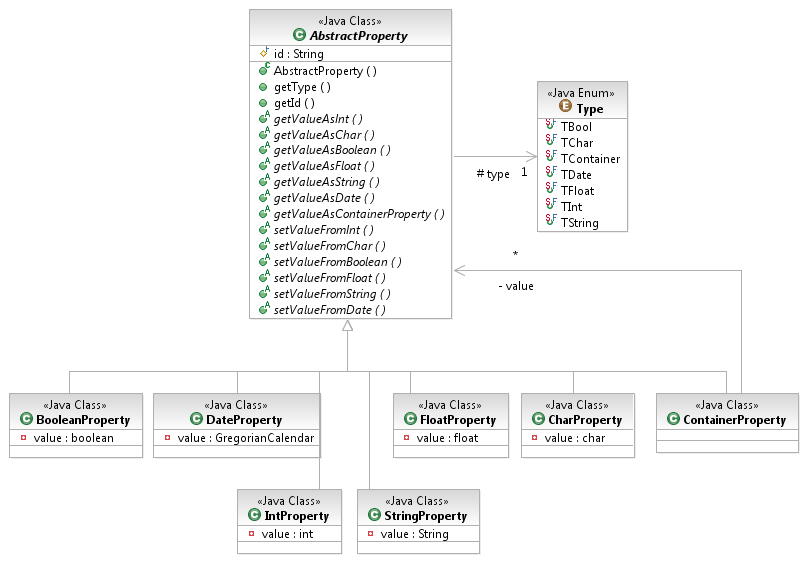 «Java Class»
AbstractProperty
id : String
AbstractProperty ( )
getType ( )
getId ( )
getValueAsInt ( )
getValueAsChar ( )
getValueAsBoolean ( )
getValueAsFloat ( )
getValueAsString ( )
getValueAsDate ( )
getValueAsContainerProperty ( )
setValueFromInt ( )
setValueFromChar ( )
setValueFromBoolean ( )
setValueFromFloat ( )
setValueFromString ( )
setValueFromDate ( )
# type
1
«Java Enum»
Type
TBool
TChar
TContainer
TDate
TFloat
TInt
TString
*
- value
«Java Class»
BooleanProperty
value : boolean
«Java Class»
DateProperty
value : GregorianCalendar
«Java Class»
FloatProperty
value : float
«Java Class»
CharProperty
value : char
«Java Class»
ContainerProperty
«Java Class»
IntProperty
value : int
«Java Class»
StringProperty
value : String